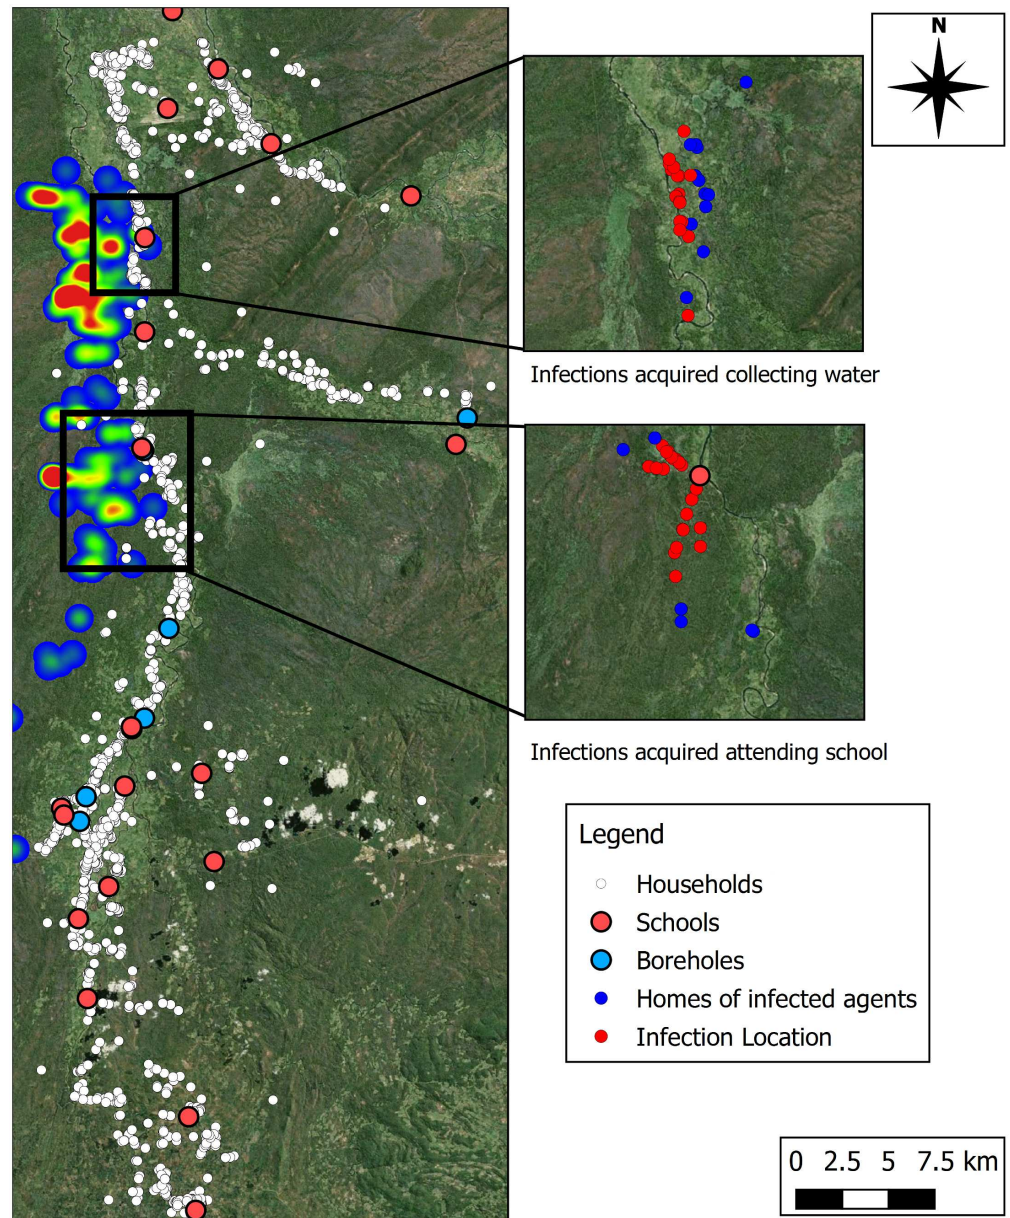 N
Infections acquired collecting water
Infections acquired attending school
Legend
Households
Schools
Boreholes
Homes of infected agents
Infection Location
0 2.5 5 7.5 km